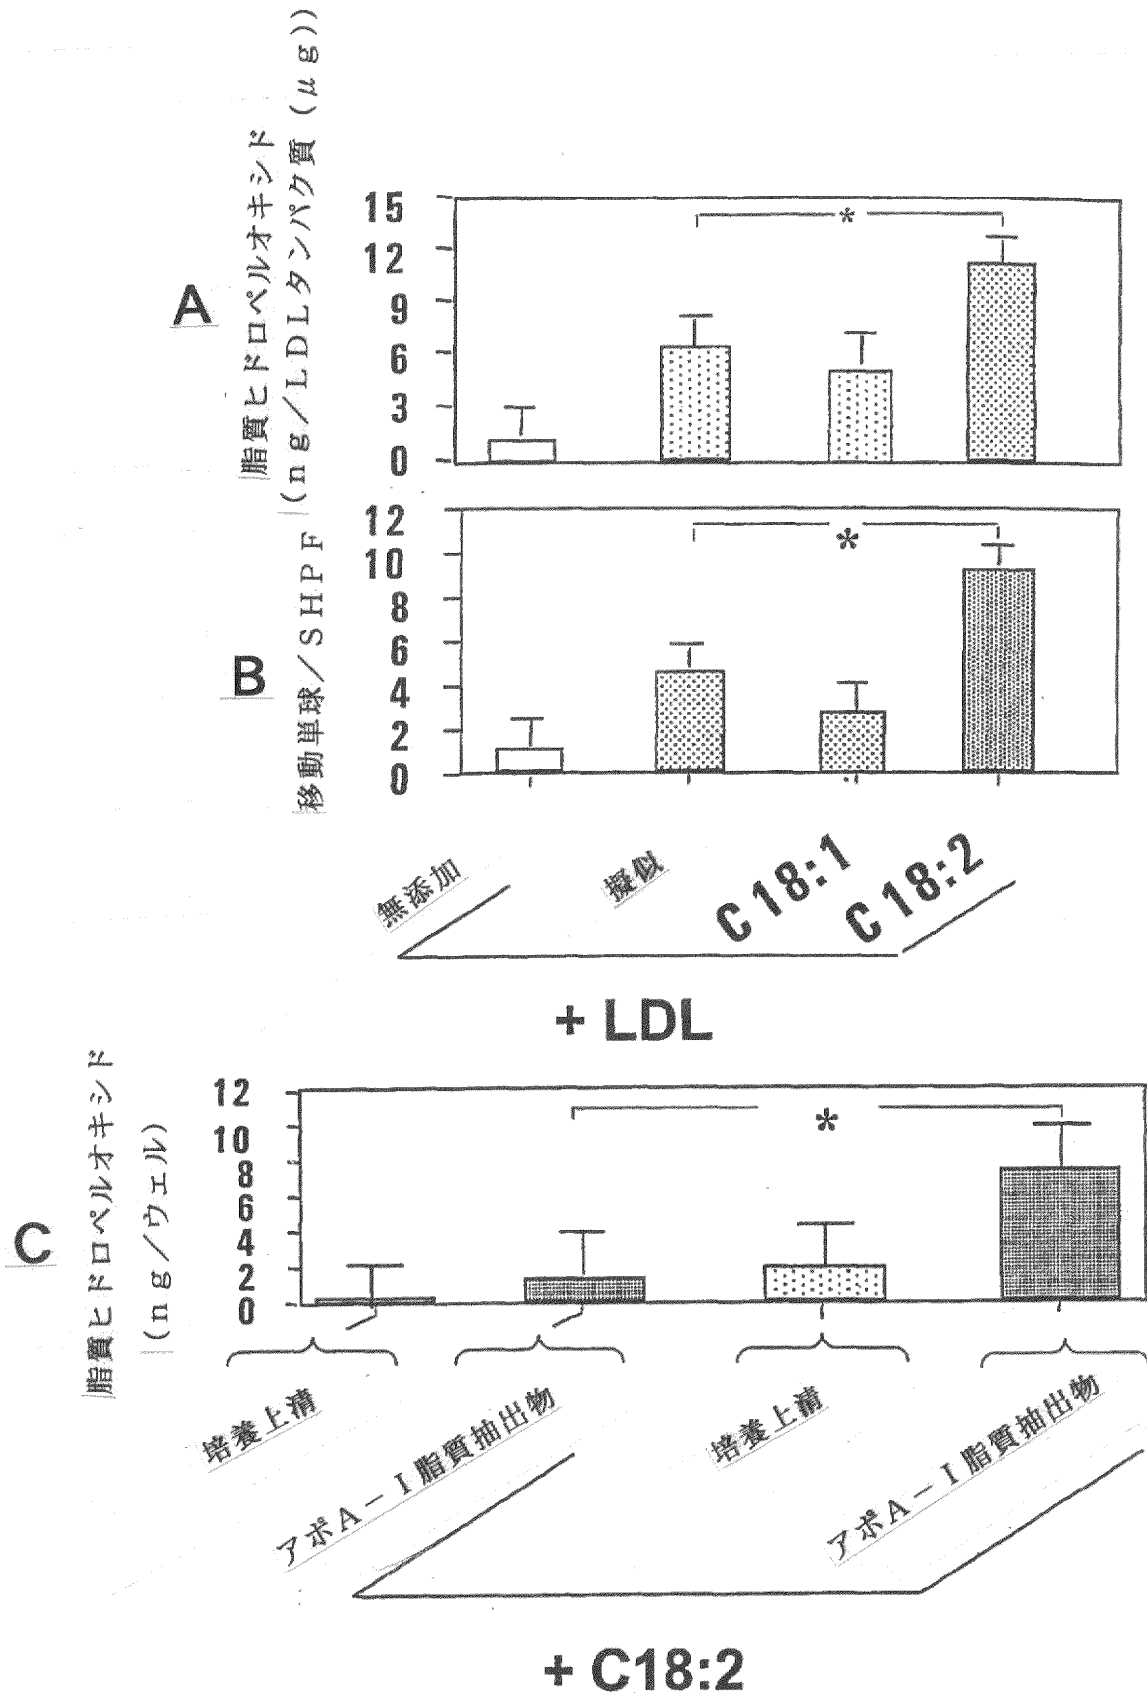 A
脂質ヒドロペルオキシド
(ng/LDLタンパク質(μg))
15
12
9
6
3
0
*
B
移動単球/SHPF
12
10
8
6
4
2
0
*
無添加
擬似
C18:1
C18:2
+ LDL
C
脂質ヒドロペルオキシド
(ng/ウェル)
12
10
8
6
4
2
0
*
培養上清
アポA-I脂質抽出物
培養上清
アポA-I脂質抽出物
+ C18:2